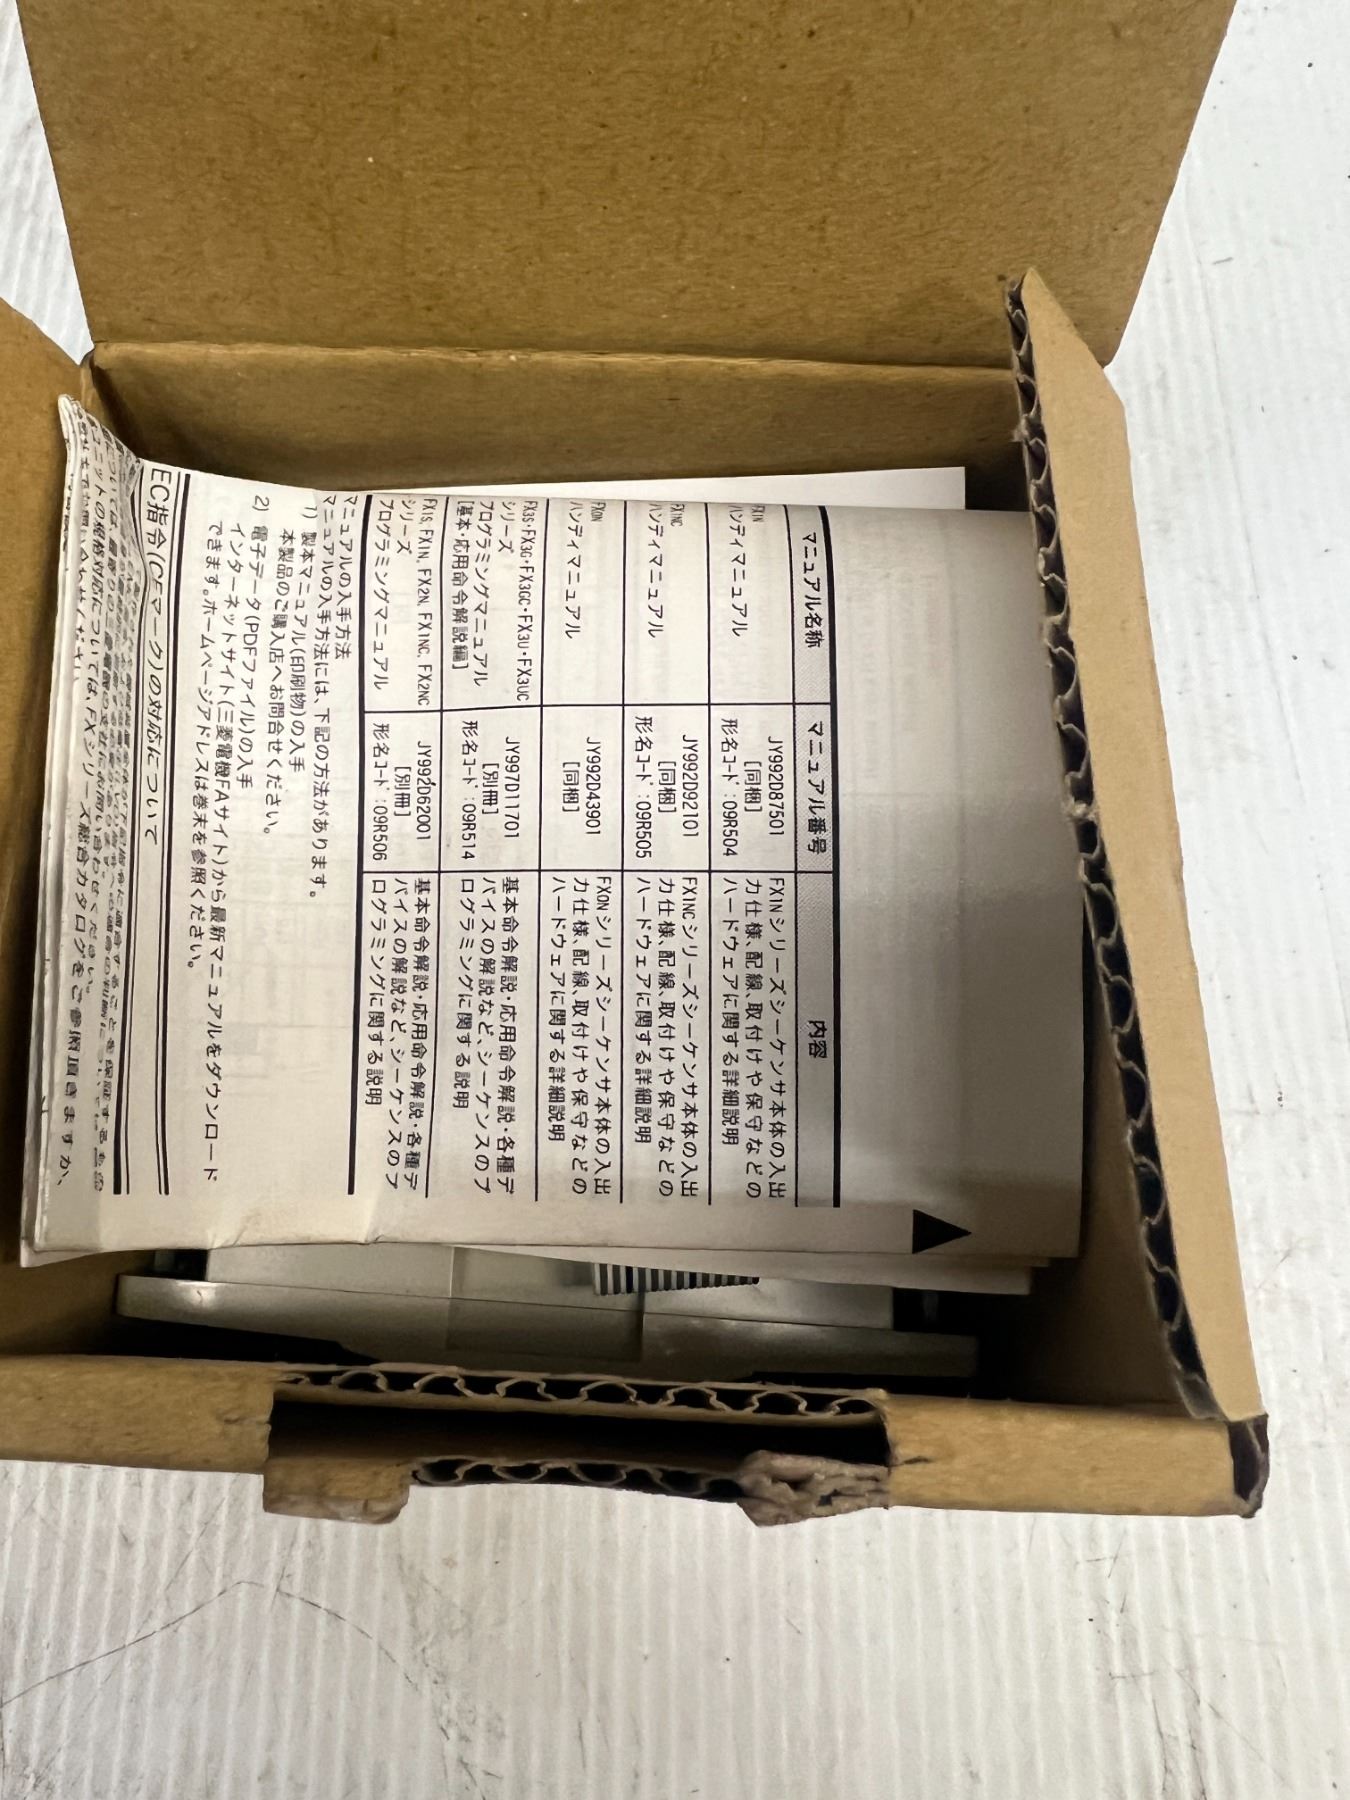 マニュアル名称
マニュアル番号
内容
FX1N
ハンディマニュアル
JY992D87501
[同梱]
形名コード:09R504
FX1Nシリーズシーケンサ本体の入出
力仕様、配線、取付けや保守などの
ハードウェアに関する詳細説明
FX1NC
ハンディマニュアル
JY992D92101
[同梱]
形名コード:09R505
FX1NCシリーズシーケンサ本体の入出
力仕様、配線、取付けや保守などの
ハードウェアに関する詳細説明
FX0N
ハンディマニュアル
JY992D43901
[同梱]
FX0Nシリーズシーケンサ本体の入出
力仕様、配線、取付けや保守などの
ハードウェアに関する詳細説明
FX3S・FX3G・FX3GC・FX3U・FX3UC
シリーズ
プログラミングマニュアル
[基本・応用命令解説編]
JY997D11701
[別冊]
形名コード:09R514
基本命令解説・応用命令解説・各種デ
バイスの解説など、シーケンスのプ
ログラミングに関する説明
FX1S, FX1N, FX2N, FX1NC, FX2NC
シリーズ
プログラミングマニュアル
JY992D62001
[別冊]
形名コード:09R506
基本命令解説・応用命令解説・各種デ
バイスの解説など、シーケンスのプ
ログラミングに関する説明
マニュアルの入手方法
マニュアルの入手方法には、下記の方法があります。
1) 製本マニュアル(印刷物)の入手
本製品のご購入店へお問合せください。
2) 電子データ(PDFファイル)の入手
インターネットサイト(三菱電機FAサイト)から最新マニュアルをダウンロード
できます。ホームページアドレスは巻末を参照ください。
EC指令(CEマーク)の対応について